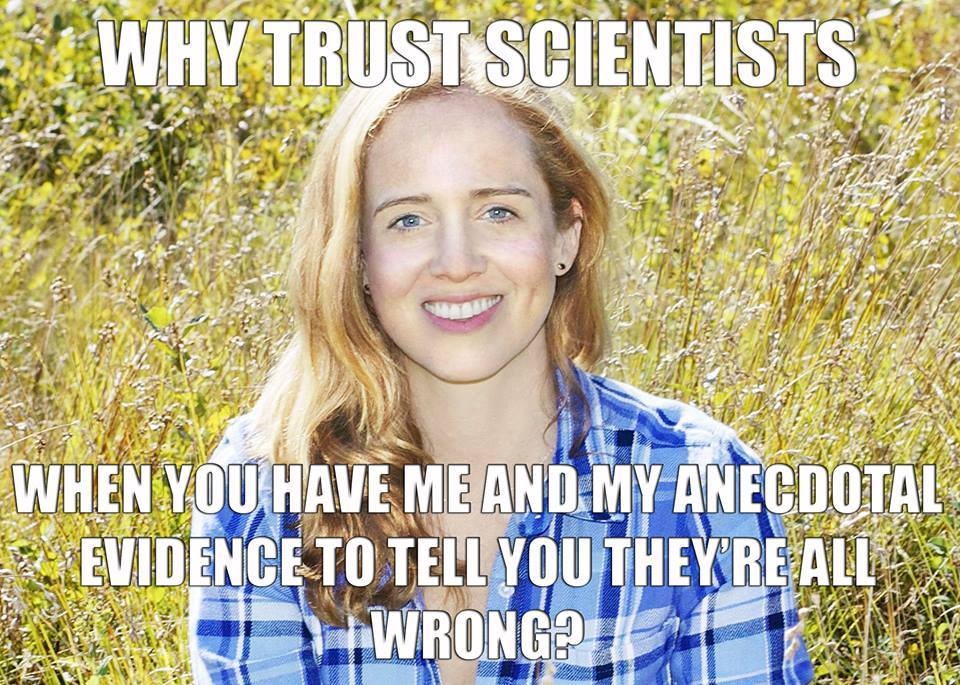 WHY TRUST SCIENTISTS
WHEN YOU HAVE ME AND MY ANECDOTAL
EVIDENCE TO TELL YOU THEY'RE ALL
WRONG?